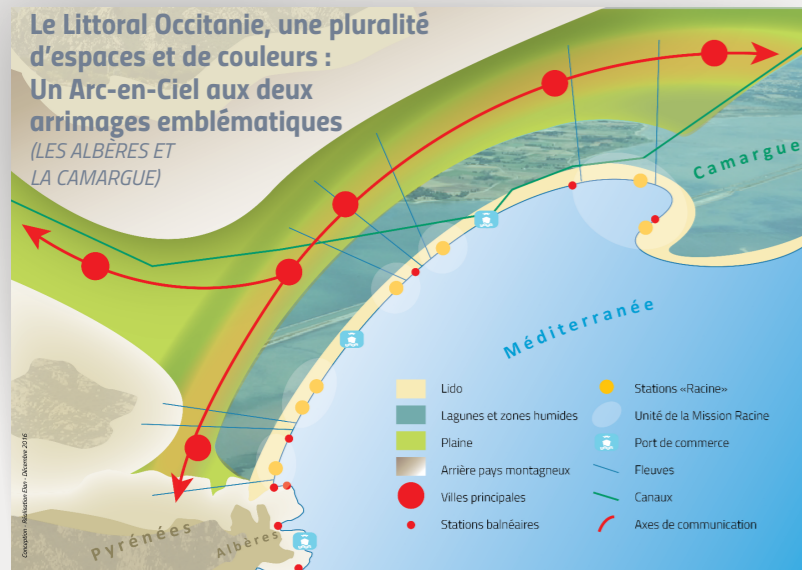 Le Littoral Occitanie, une pluralité
d'espaces et de couleurs :
Un Arc-en-Ciel aux deux
arrimages emblématiques
(LES ALBÈRES ET
LA CAMARGUE)
Camargue
Méditerranée
Lido
Lagunes et zones humides
Plaine
Arrière pays montagneux
Villes principales
Stations balnéaires
Stations «Racine»
Unité de la Mission Racine
Port de commerce
Fleuves
Canaux
Axes de communication
Pyrénées
Albères
Conception - Réalisation Elan - Décembre 2016